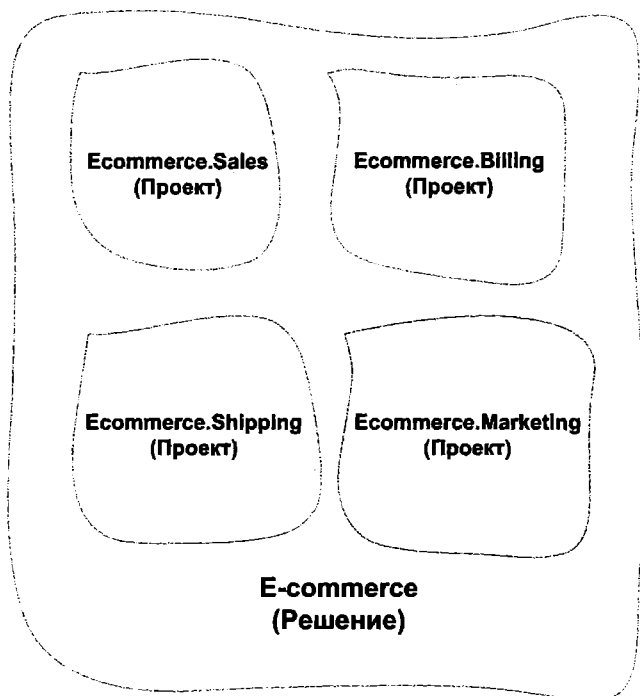 Ecommerce.Sales
(Проект)
Ecommerce.Billing
(Проект)
Ecommerce.Shipping
(Проект)
Ecommerce.Marketing
(Проект)
E-commerce
(Решение)